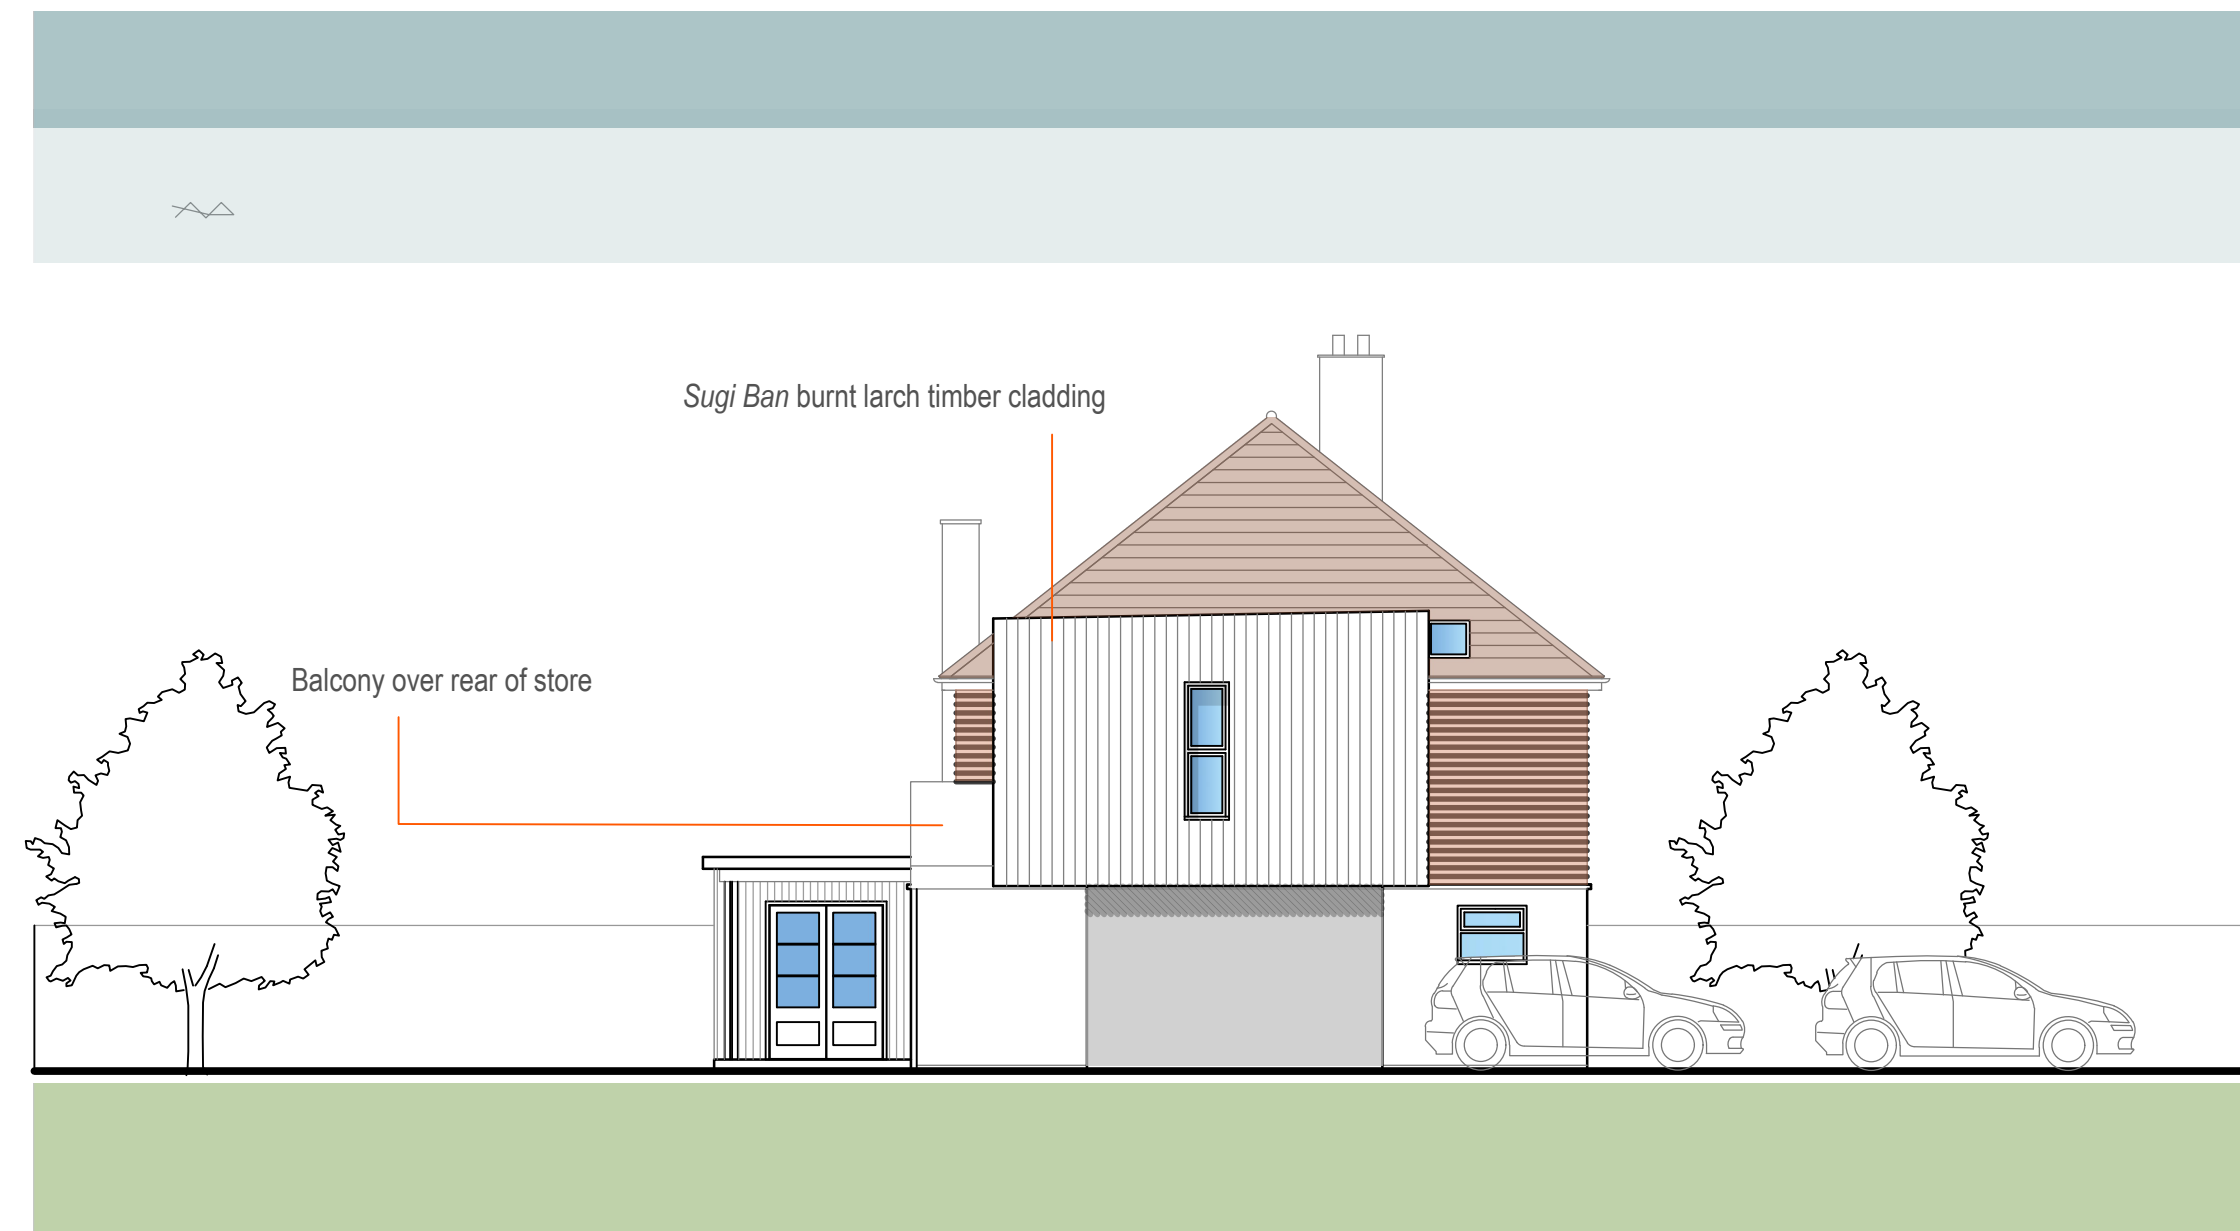 Sugi Ban burnt larch timber cladding
Balcony over rear of store